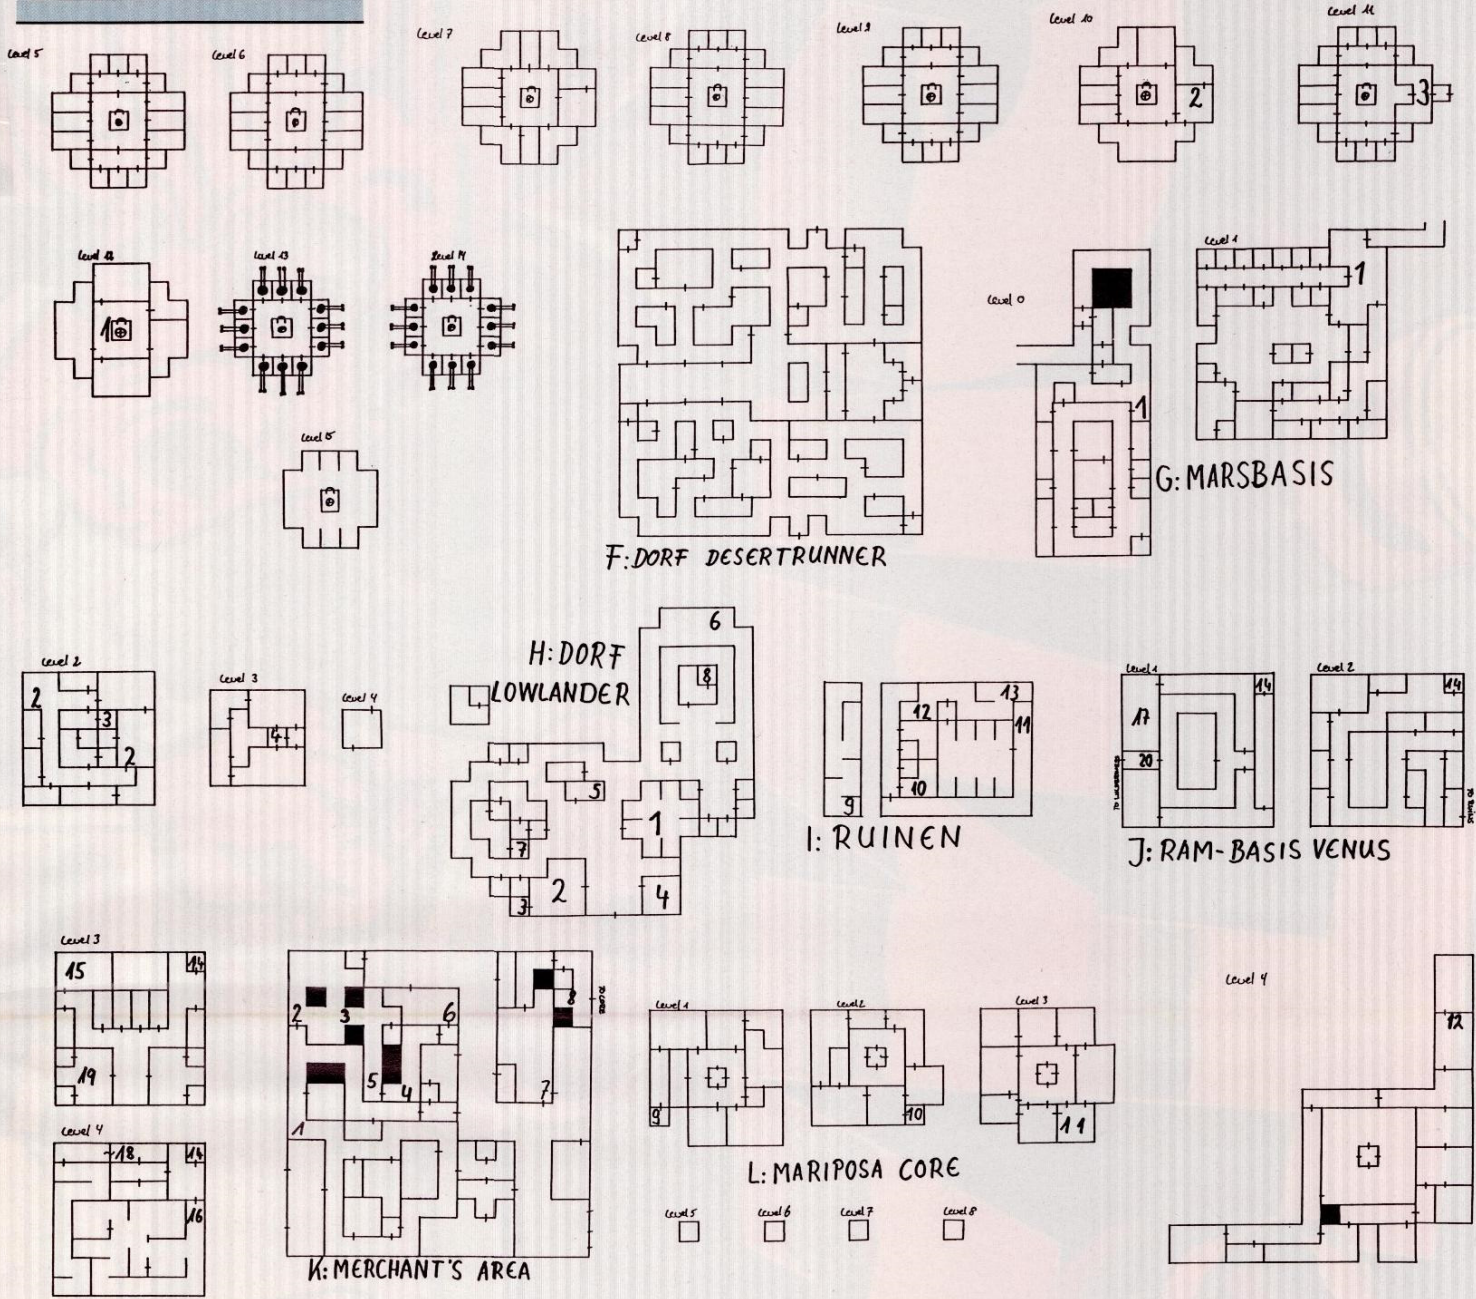 Level 5
Level 6
Level 7
Level 8
Level 9
Level 10
Level 11
2
3
Level 12
Level 13
Level 14
1
Level 15
F: DORF DESERTRUNNER
Level 0
1
Level 1
1
G: MARSBASIS
Level 2
2
3
2
Level 3
4
Level 4
H: DORF
LOWLANDER
6
8
5
1
7
2
3
4
12
13
11
10
9
I: RUINEN
Level 1
14
17
20
Level 2
14
J: RAM-BASIS VENUS
Level 3
15
14
19
Level 4
18
14
16
2
3
6
5
4
1
8
7
K: MERCHANT'S AREA
Level 1
9
Level 2
10
Level 3
11
L: MARIPOSA CORE
Level 5
Level 6
Level 7
Level 8
Level 4
12